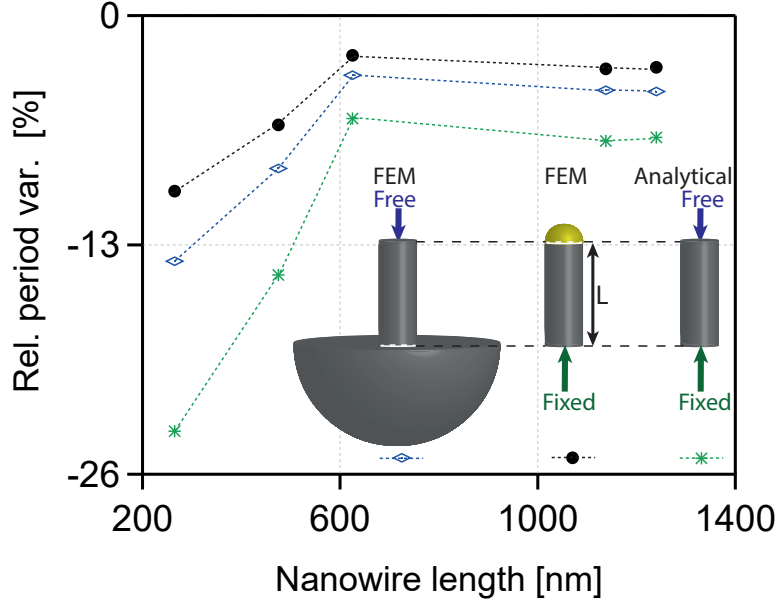 0
-13
-26
Rel. period var. [%]
FEM
Free
FEM
Analytical
Free
L
Fixed
Fixed
200
600
1000
1400
Nanowire length [nm]